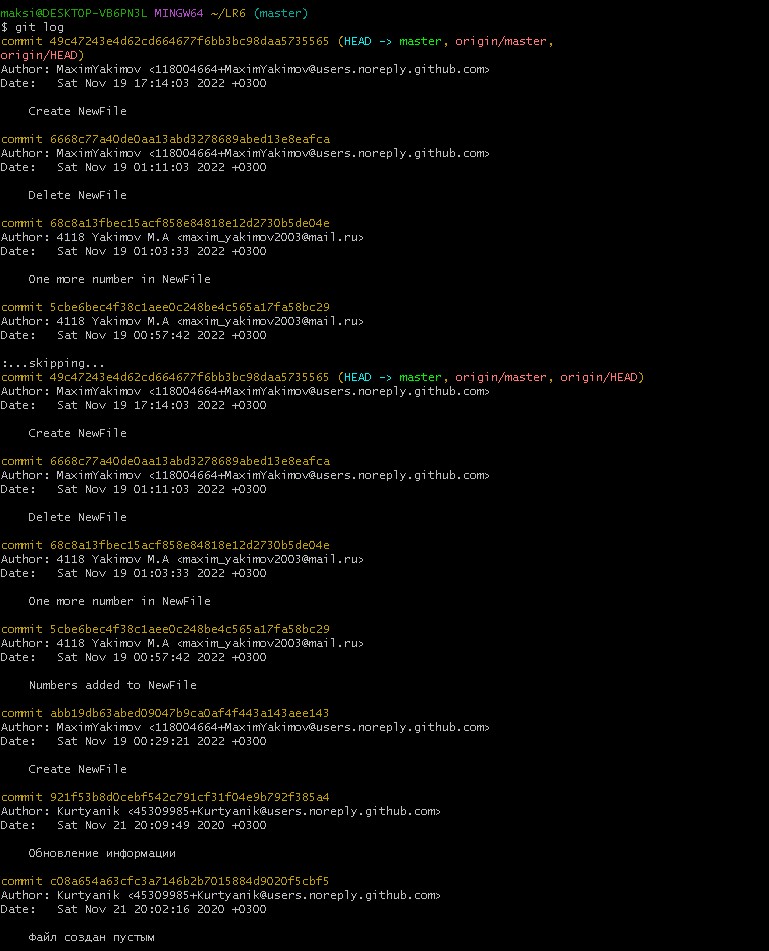 maksi@DESKTOP-VB6PN3L MINGW64 ~/LR6 (master)
$ git log
commit 49c47243e4d62cd664677f6bb3bc98daa5735565 (HEAD -> master, origin/master,
origin/HEAD)
Author: MaximYakimov <118004664+MaximYakimov@users.noreply.github.com>
Date:   Sat Nov 19 17:14:03 2022 +0300
Create NewFile
commit 6668c77a40de0aa13abd3278689abed13e8eafca
Author: MaximYakimov <118004664+MaximYakimov@users.noreply.github.com>
Date:   Sat Nov 19 01:11:03 2022 +0300
Delete NewFile
commit 68c8a13fbec15acf858e84818e12d2730b5de04e
Author: 4118 Yakimov M.A <maxim_yakimov2003@mail.ru>
Date:   Sat Nov 19 01:03:33 2022 +0300
One more number in NewFile
commit 5cbe6bec4f38c1aee0c248be4c565a17fa58bc29
Author: 4118 Yakimov M.A <maxim_yakimov2003@mail.ru>
Date:   Sat Nov 19 00:57:42 2022 +0300
:...skipping...
commit 49c47243e4d62cd664677f6bb3bc98daa5735565 (HEAD -> master, origin/master, origin/HEAD)
Author: MaximYakimov <118004664+MaximYakimov@users.noreply.github.com>
Date:   Sat Nov 19 17:14:03 2022 +0300
Create NewFile
commit 6668c77a40de0aa13abd3278689abed13e8eafca
Author: MaximYakimov <118004664+MaximYakimov@users.noreply.github.com>
Date:   Sat Nov 19 01:11:03 2022 +0300
Delete NewFile
commit 68c8a13fbec15acf858e84818e12d2730b5de04e
Author: 4118 Yakimov M.A <maxim_yakimov2003@mail.ru>
Date:   Sat Nov 19 01:03:33 2022 +0300
One more number in NewFile
commit 5cbe6bec4f38c1aee0c248be4c565a17fa58bc29
Author: 4118 Yakimov M.A <maxim_yakimov2003@mail.ru>
Date:   Sat Nov 19 00:57:42 2022 +0300
Numbers added to NewFile
commit abb19db63abed09047b9ca0af4f443a143aee143
Author: MaximYakimov <118004664+MaximYakimov@users.noreply.github.com>
Date:   Sat Nov 19 00:29:21 2022 +0300
Create NewFile
commit 921f53b8d0cebf542c791cf31f04e9b792f385a4
Author: Kurtyanik <45309985+Kurtyanik@users.noreply.github.com>
Date:   Sat Nov 21 20:09:49 2020 +0300
Обновление информации
commit c08a654a63cfc3a7146b2b7015884d9020f5cbf5
Author: Kurtyanik <45309985+Kurtyanik@users.noreply.github.com>
Date:   Sat Nov 21 20:02:16 2020 +0300
Файл создан пустым